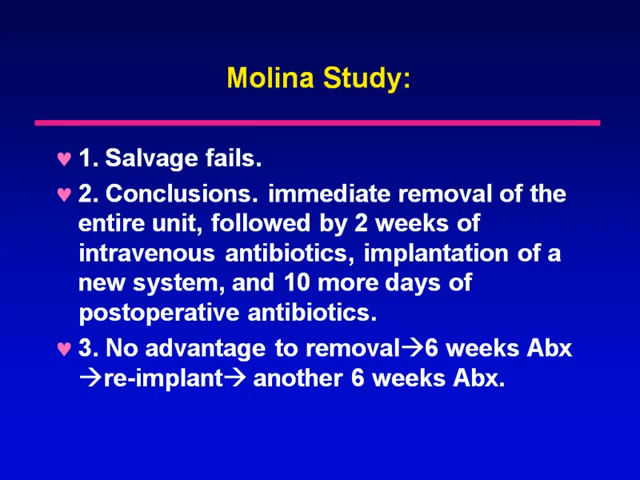 Molina Study:
♥ 1. Salvage fails.
♥ 2. Conclusions. immediate removal of the
entire unit, followed by 2 weeks of
intravenous antibiotics, implantation of a
new system, and 10 more days of
postoperative antibiotics.
♥ 3. No advantage to removal→6 weeks Abx
→re-implant→ another 6 weeks Abx.